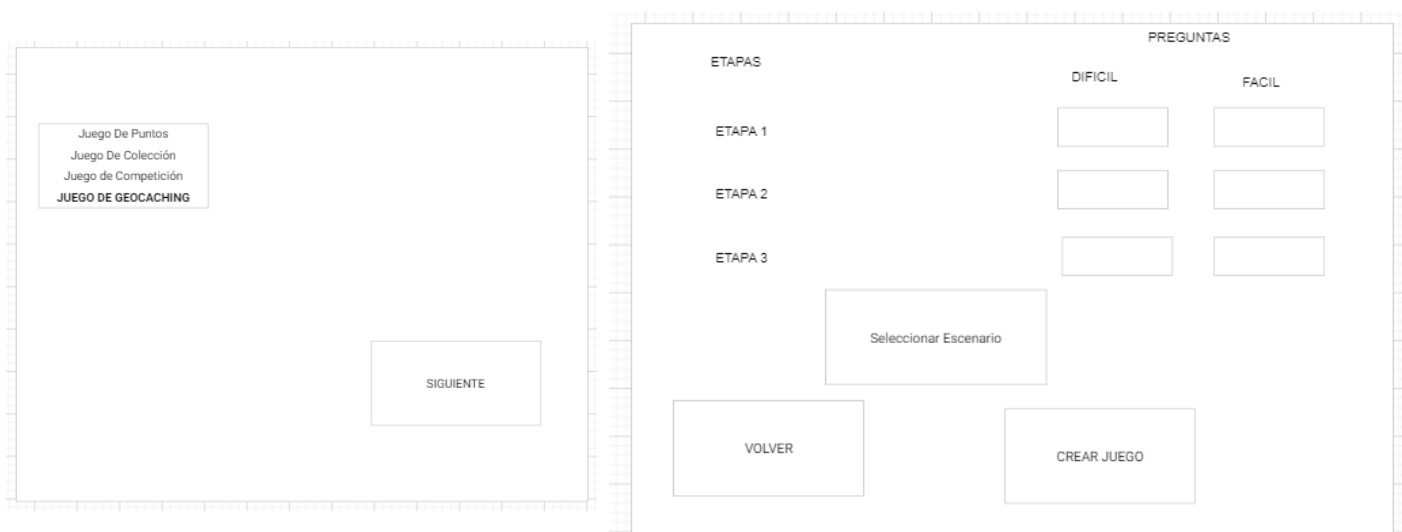 Juego De Puntos
Juego De Colección
Juego de Competición
JUEGO DE GEOCACHING
SIGUIENTE
PREGUNTAS
ETAPAS
DIFICIL
FACIL
ETAPA 1
ETAPA 2
ETAPA 3
Seleccionar Escenario
VOLVER
CREAR JUEGO